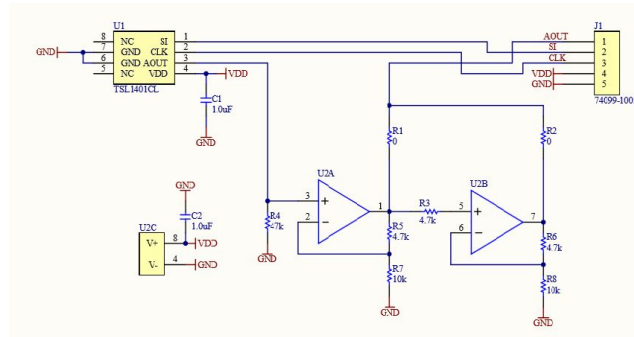 U1
8 NC SI 1
7 GND CLK 2
6 GND AOUT 3
5 NC VDD 4
TSL1401CL
GND
VDD
C1
1.0uF
GND
J1
AOUT 1
SI 2
CLK 3
VDD 4
GND 5
R1
0
R2
0
U2A
3
2
1
R4
47k
GND
R3
4.7k
R5
4.7k
R7
10k
GND
U2B
5
6
7
R6
4.7k
R8
10k
GND
GND
C2
1.0uF
U2C
V+ 8 VDD
V- 4 GND